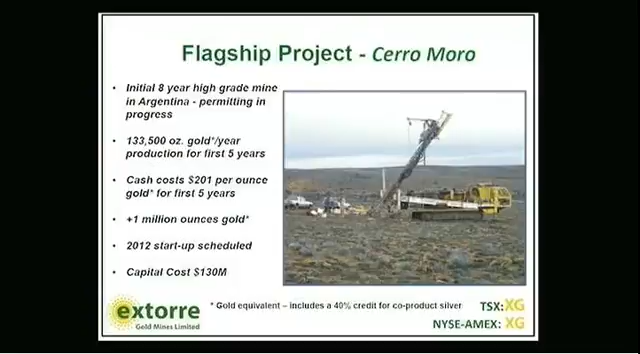 Flagship Project - Cerro Moro
• Initial 8 year high grade mine
in Argentina - permitting in
progress
• 133,500 oz. gold*/year
production for first 5 years
• Cash costs $201 per ounce
gold* for first 5 years
• +1 million ounces gold*
• 2012 start-up scheduled
• Capital Cost $130M
extorre
Gold Mines Limited
* Gold equivalent – includes a 40% credit for co-product silver
TSX:XG
NYSE-AMEX: XG